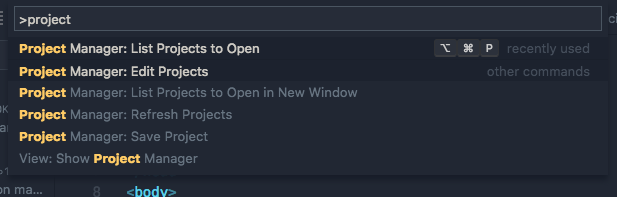 >project
Project Manager: List Projects to Open ⌥ ⌘ P recently used
Project Manager: Edit Projects other commands
Project Manager: List Projects to Open in New Window
Project Manager: Refresh Projects
Project Manager: Save Project
View: Show Project Manager
on ma... 8 <body>